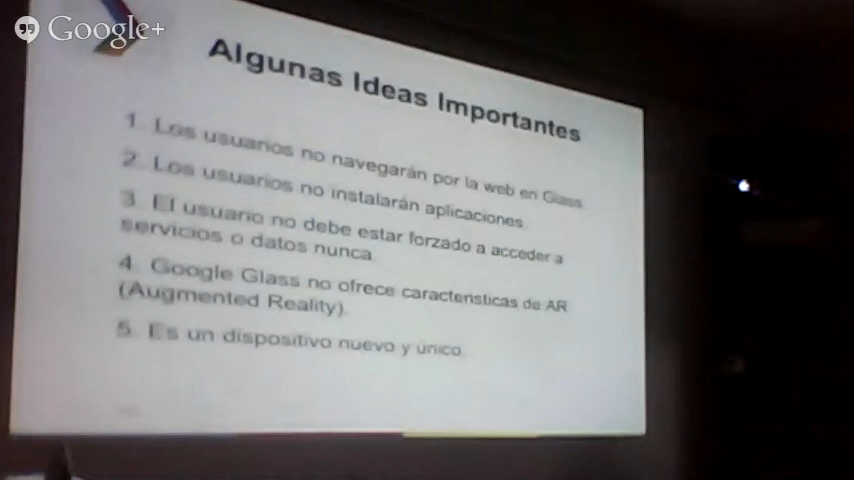 Google+
Algunas Ideas Importantes
1. Los usuarios no navegarán por la web en Glass.
2. Los usuarios no instalarán aplicaciones.
3. El usuario no debe estar forzado a acceder a
servicios o datos nunca.
4. Google Glass no ofrece características de AR
(Augmented Reality).
5. Es un dispositivo nuevo y único.